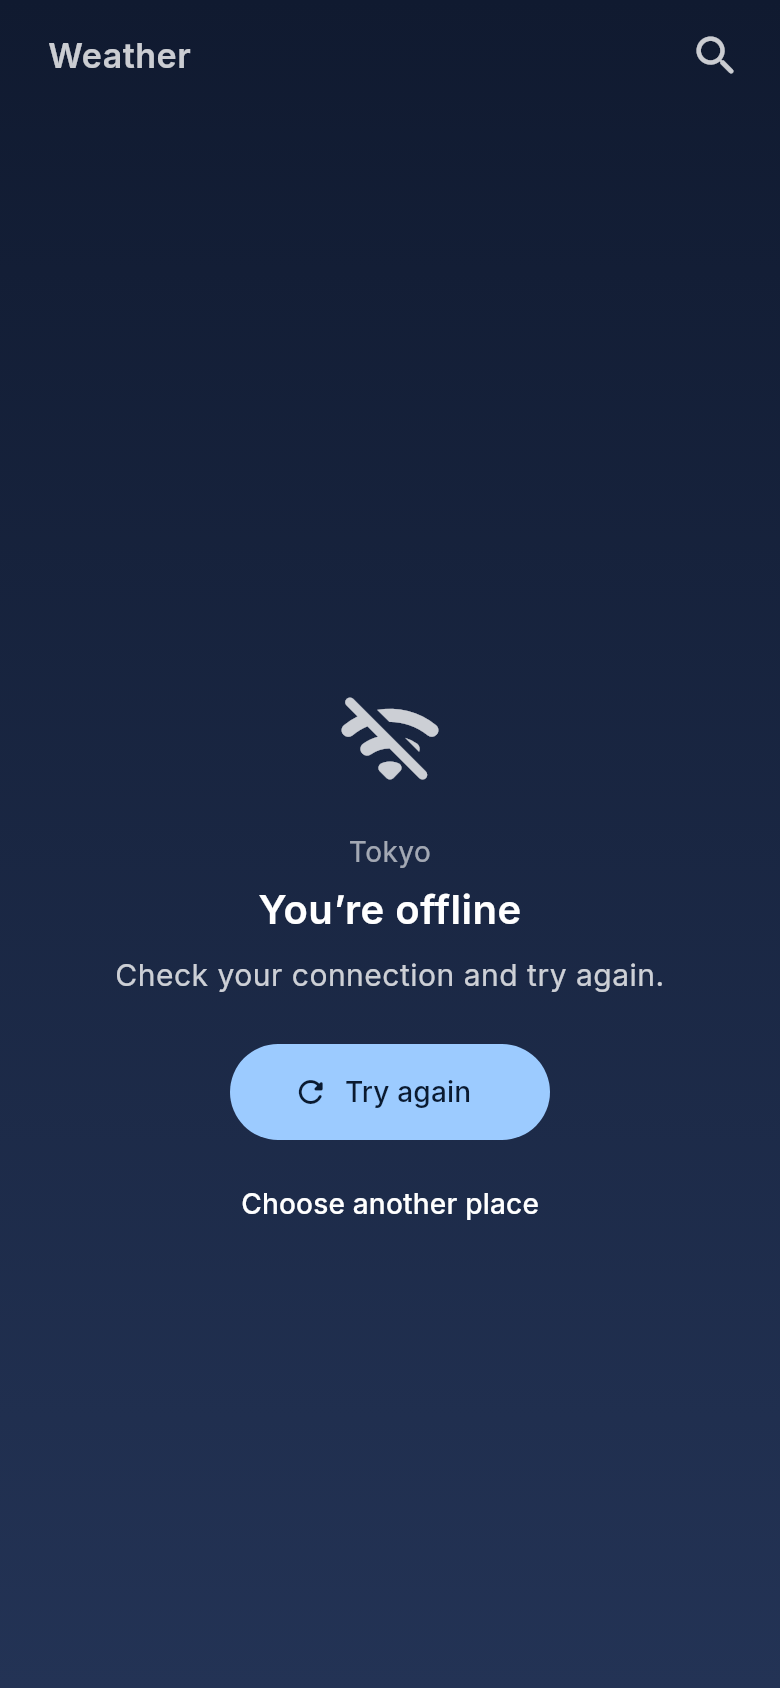 Weather
Tokyo
You’re offline
Check your connection and try again.
Try again
Choose another place